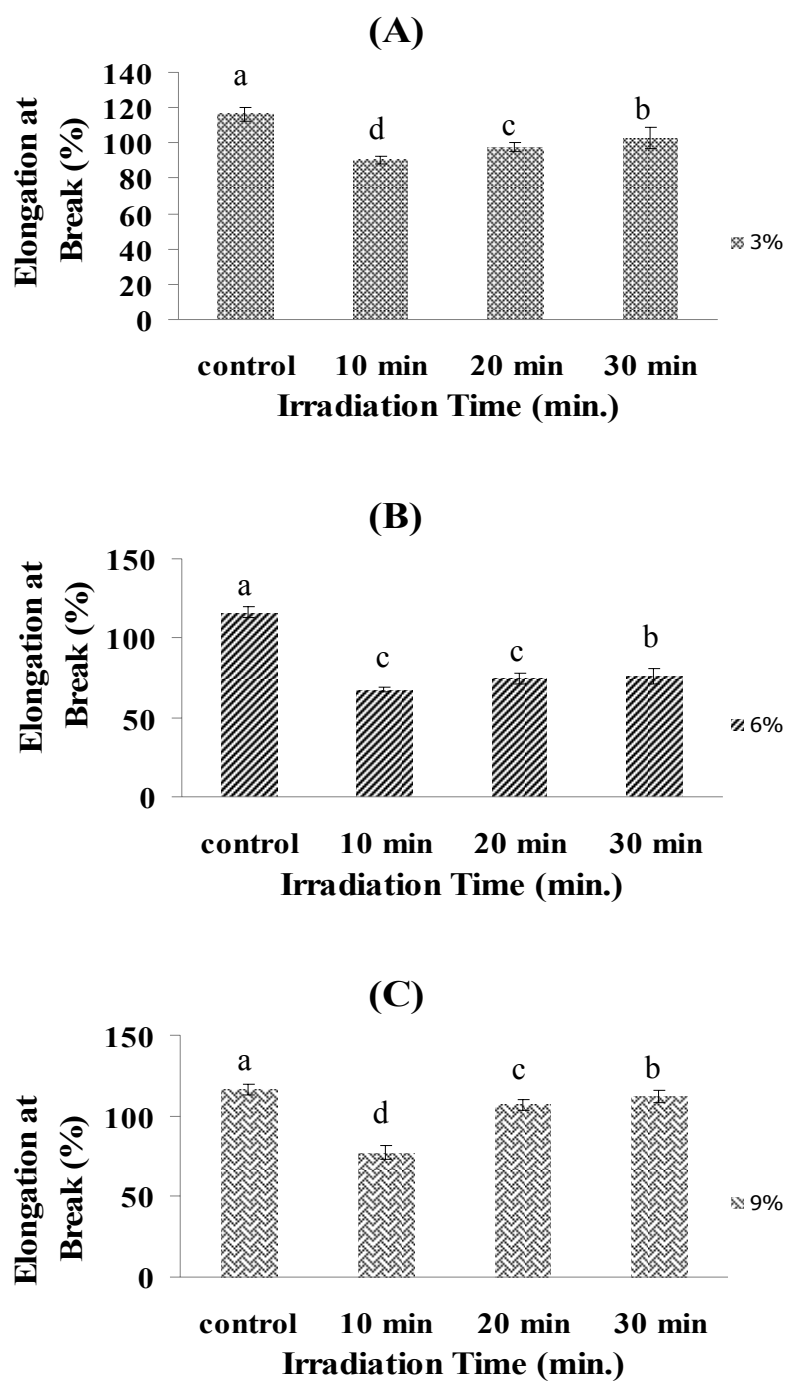 (A)
Elongation at
Break (%)
140
120
100
80
60
40
20
0
a
d
c
b
3%
control 10 min 20 min 30 min
Irradiation Time (min.)
(B)
Elongation at
Break (%)
150
100
50
0
a
c
c
b
6%
control 10 min 20 min 30 min
Irradiation Time (min.)
(C)
Elongation at
Break (%)
150
100
50
0
a
d
c
b
9%
control 10 min 20 min 30 min
Irradiation Time (min.)